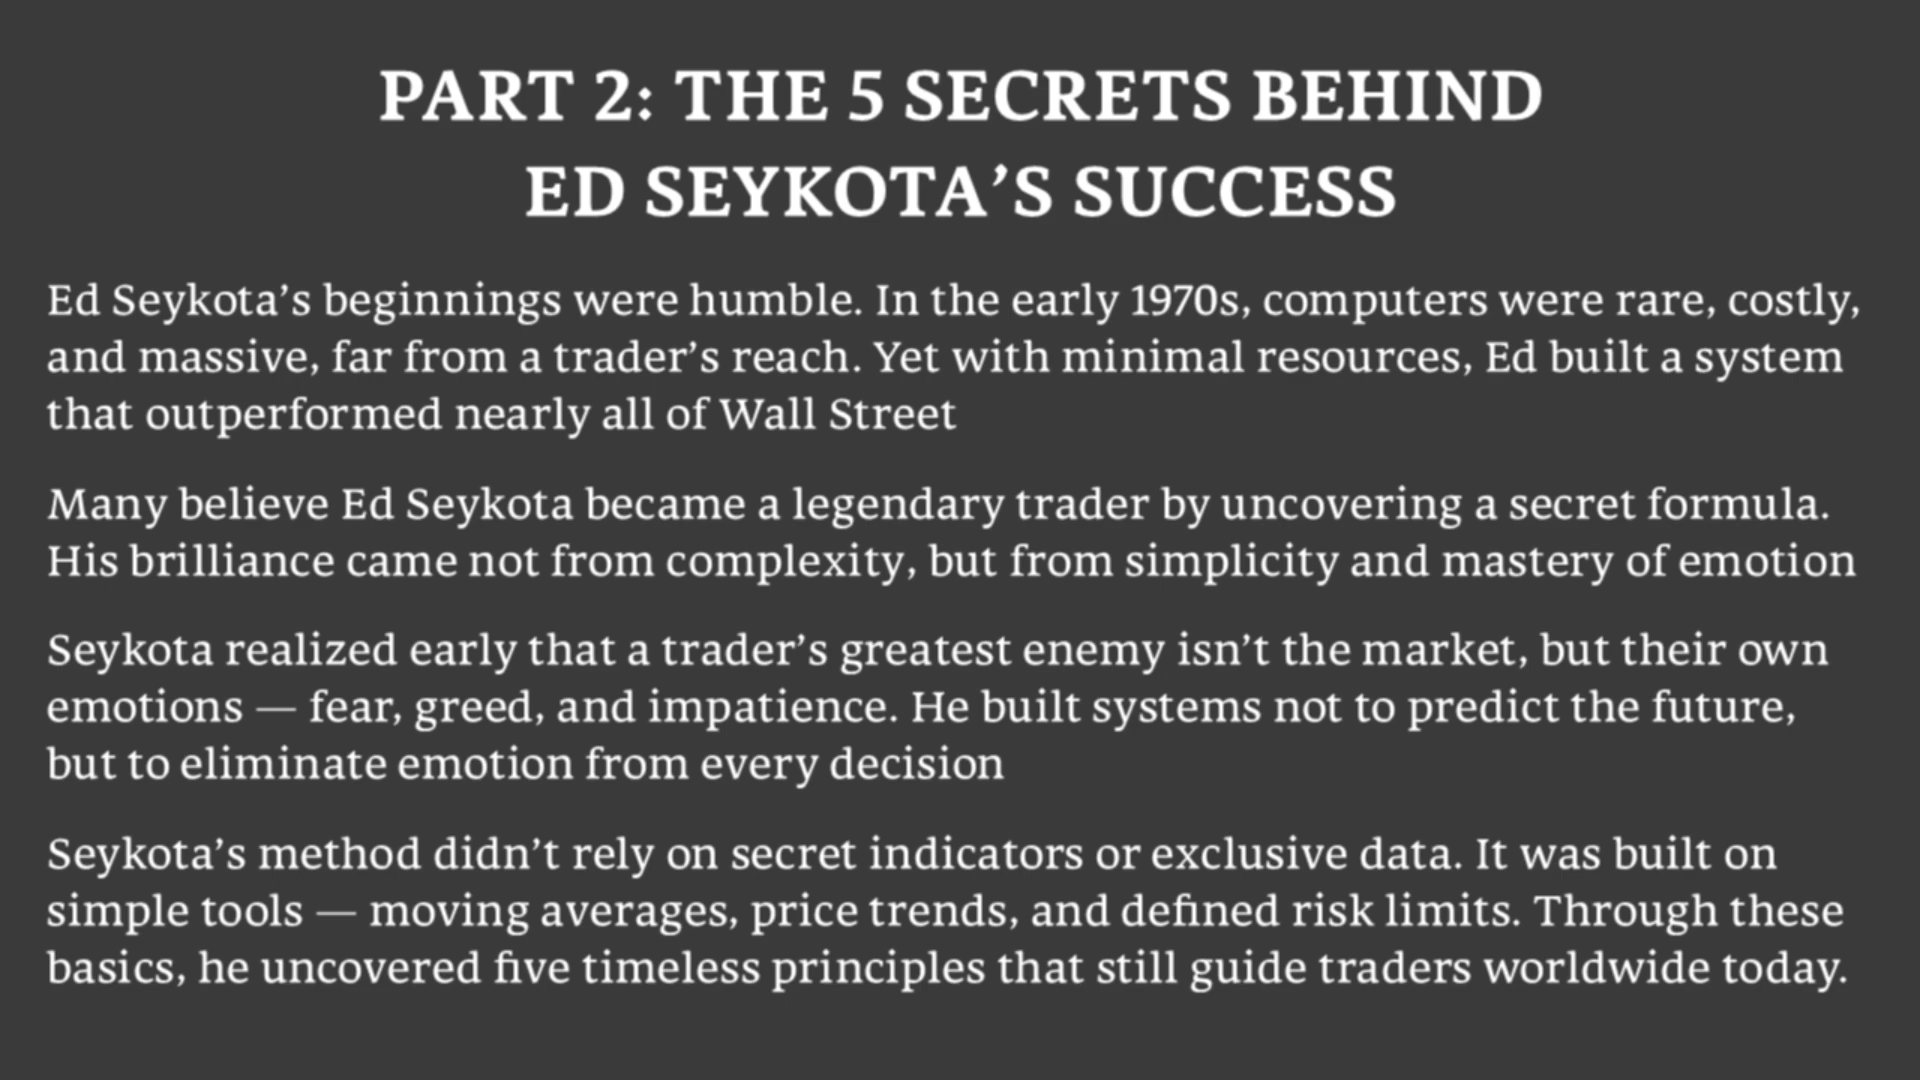 PART 2: THE 5 SECRETS BEHIND
ED SEYKOTA’S SUCCESS
Ed Seykota’s beginnings were humble. In the early 1970s, computers were rare, costly,
and massive, far from a trader’s reach. Yet with minimal resources, Ed built a system
that outperformed nearly all of Wall Street
Many believe Ed Seykota became a legendary trader by uncovering a secret formula.
His brilliance came not from complexity, but from simplicity and mastery of emotion
Seykota realized early that a trader’s greatest enemy isn’t the market, but their own
emotions — fear, greed, and impatience. He built systems not to predict the future,
but to eliminate emotion from every decision
Seykota’s method didn’t rely on secret indicators or exclusive data. It was built on
simple tools — moving averages, price trends, and defined risk limits. Through these
basics, he uncovered five timeless principles that still guide traders worldwide today.